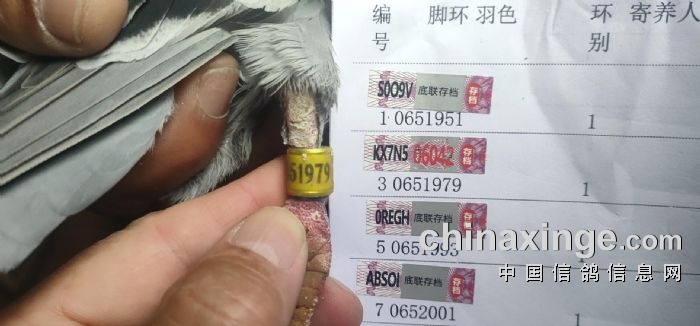 编号 脚环 羽色 环别 寄养人
S009V 底联存档 存档
1 0651951 1
KX7N5 06042 存档
51979
3 0651979 1
0REGH 底联存档
5 0651993
chinaxinge.com
中国信鸽信息网
ABS0I 底联存档 存档
7 0652001 1